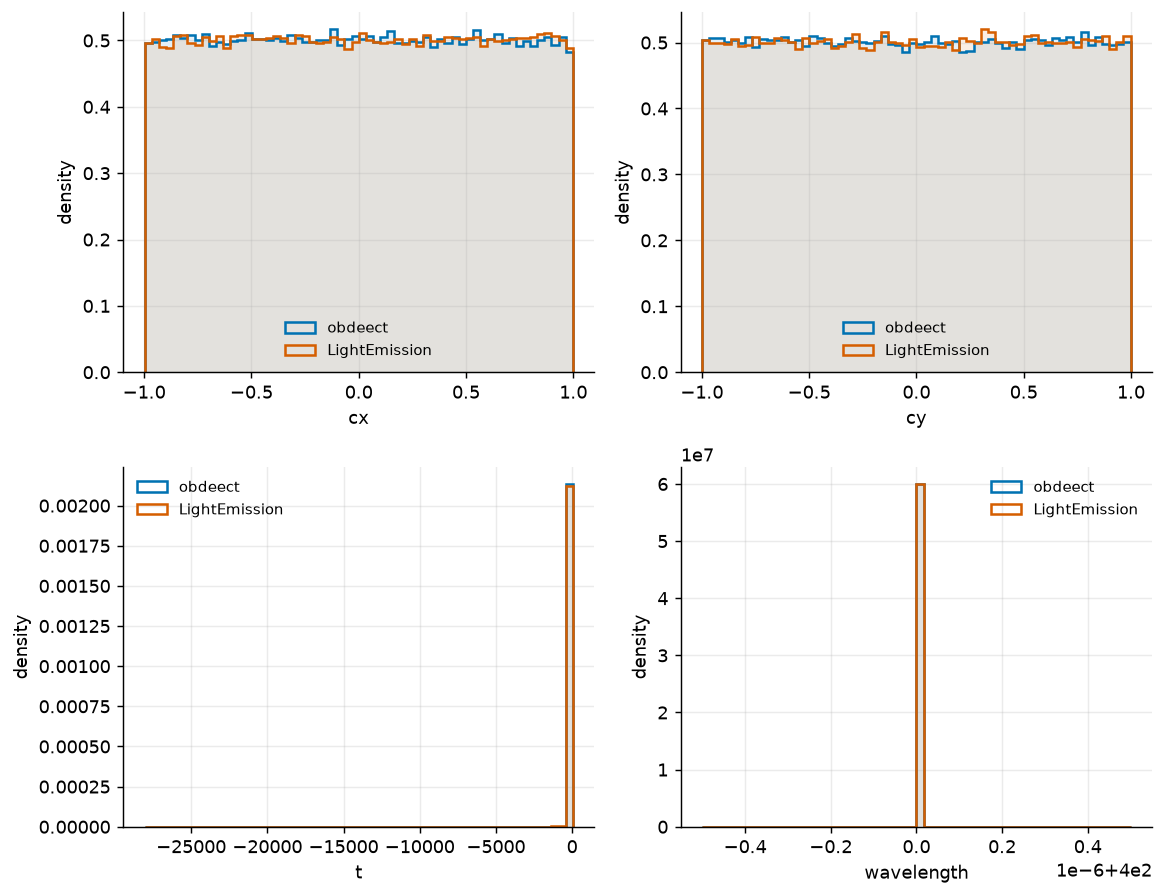 density
0.5
0.4
0.3
0.2
0.1
0.0
obdeect
LightEmission
−1.0 −0.5 0.0 0.5 1.0
cx
density
0.5
0.4
0.3
0.2
0.1
0.0
obdeect
LightEmission
−1.0 −0.5 0.0 0.5 1.0
cy
density
0.00200
0.00175
0.00150
0.00125
0.00100
0.00075
0.00050
0.00025
0.00000
obdeect
LightEmission
−25000 −20000 −15000 −10000 −5000 0
t
1e7
density
6
5
4
3
2
1
0
obdeect
LightEmission
−0.4 −0.2 0.0 0.2 0.4
wavelength
1e−6+4e2